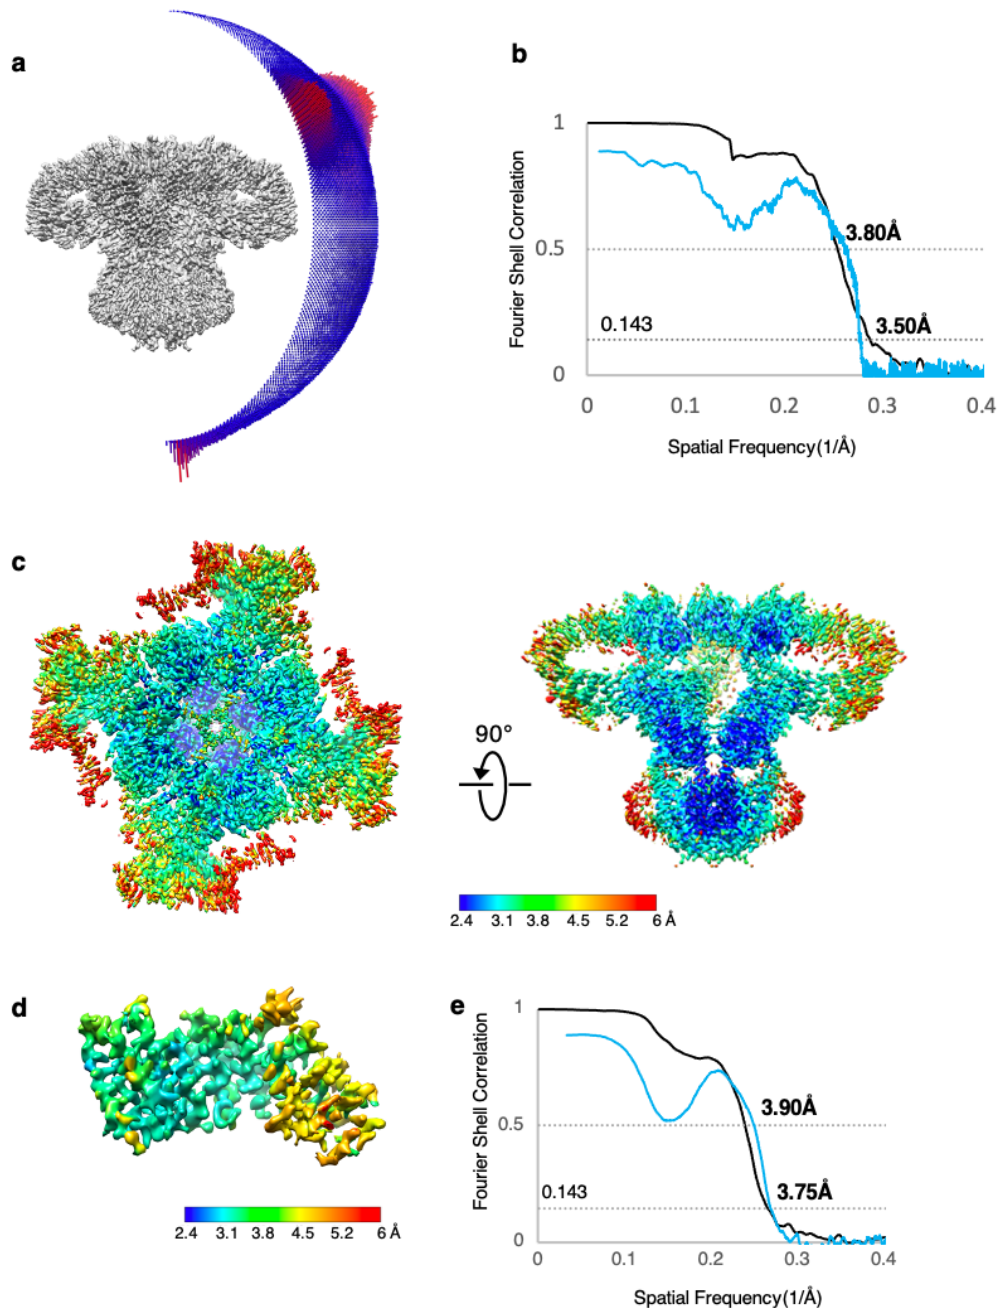 a
b
1
Fourier Shell Correlation
3.80Å
0.5
0.143
3.50Å
0
0
0.1
0.2
0.3
0.4
Spatial Frequency(1/Å)
c
90°
2.4 3.1 3.8 4.5 5.2 6 Å
d
2.4 3.1 3.8 4.5 5.2 6 Å
e
1
Fourier Shell Correlation
3.90Å
0.5
0.143
3.75Å
0
0
0.1
0.2
0.3
0.4
Spatial Frequency(1/Å)